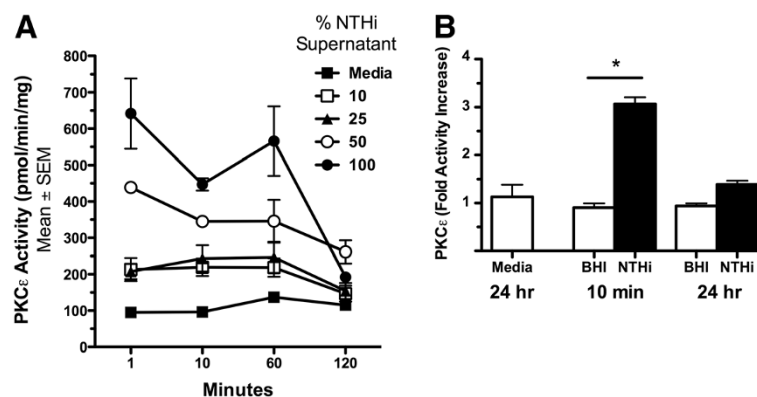 A
% NTHi
Supernatant
Media
10
25
50
100
PKCε Activity (pmol/min/mg)
Mean ± SEM
800
700
600
500
400
300
200
100
0
1 10 60 120
Minutes
B
PKCε (Fold Activity Increase)
4
3
2
1
0
*
Media BHI NTHi BHI NTHi
24 hr 10 min 24 hr